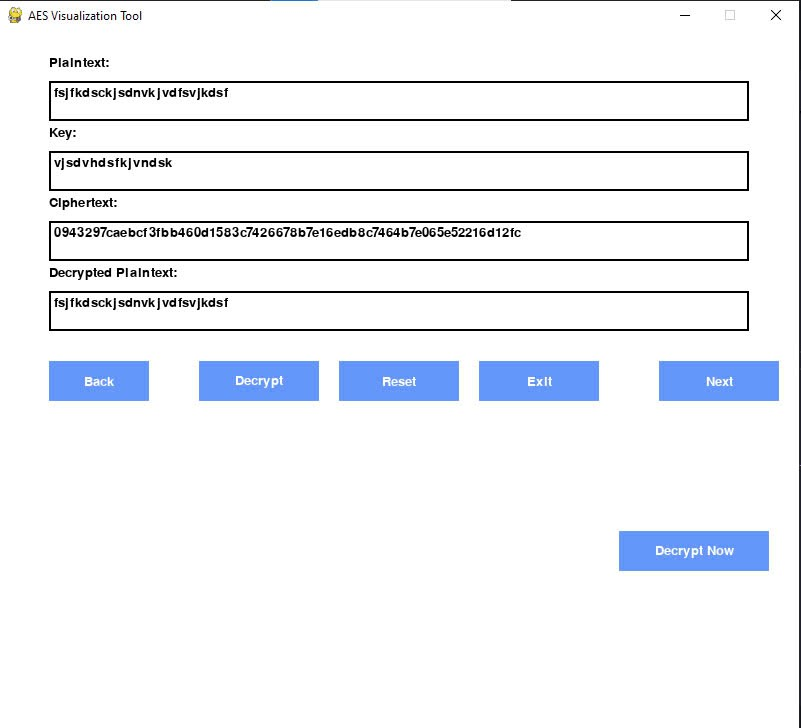 AES Visualization Tool
Plaintext:
fsjfkdsckjsdnvkjvdfsvjkdsf
Key:
vjsdvhdsfkjvndsk
Ciphertext:
0943297caebcf3fbb460d1583c7426678b7e16edb8c7464b7e065e52216d12fc
Decrypted Plaintext:
fsjfkdsckjsdnvkjvdfsvjkdsf
Back Decrypt Reset Exit Next
Decrypt Now